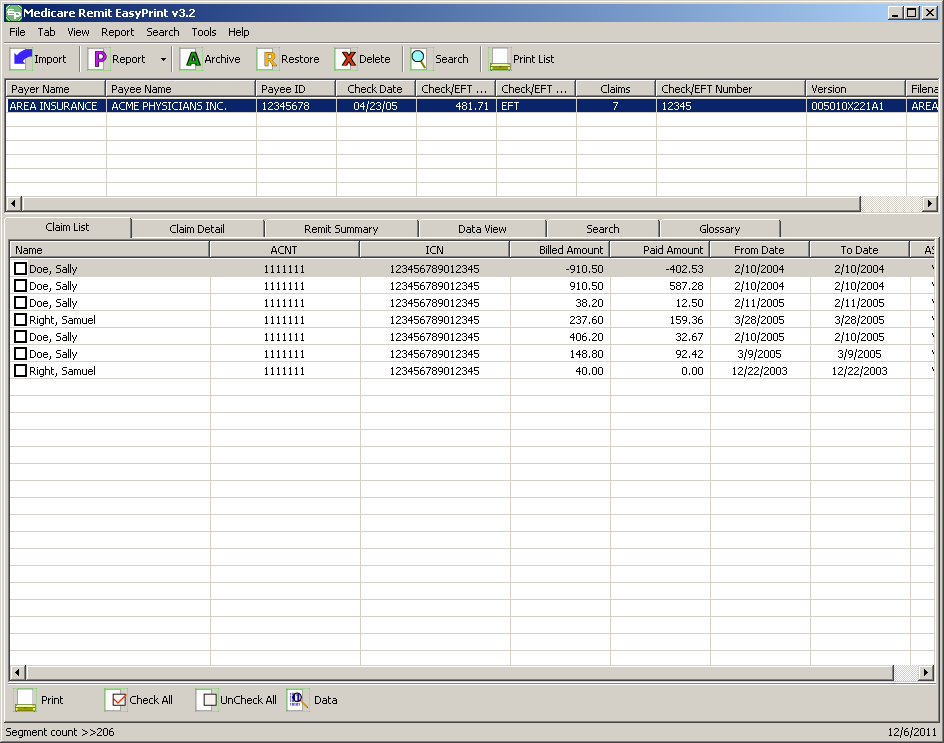 Medicare Remit EasyPrint v3.2
File Tab View Report Search Tools Help
Import Report Archive Restore Delete Search Print List
Payer Name Payee Name Payee ID Check Date Check/EFT ... Check/EFT ... Claims Check/EFT Number Version Filena
AREA INSURANCE ACME PHYSICIANS INC. 12345678 04/23/05 481.71 EFT 7 12345 005010X221A1 AREA
Claim List Claim Detail Remit Summary Data View Search Glossary
Name ACNT ICN Billed Amount Paid Amount From Date To Date AS
Doe, Sally 1111111 123456789012345 -910.50 -402.53 2/10/2004 2/10/2004
Doe, Sally 1111111 123456789012345 910.50 587.28 2/10/2004 2/10/2004
Doe, Sally 1111111 123456789012345 38.20 12.50 2/11/2005 2/11/2005
Right, Samuel 1111111 123456789012345 237.60 159.36 3/28/2005 3/28/2005
Doe, Sally 1111111 123456789012345 406.20 32.67 2/10/2005 2/10/2005
Doe, Sally 1111111 123456789012345 148.80 92.42 3/9/2005 3/9/2005
Right, Samuel 1111111 123456789012345 40.00 0.00 12/22/2003 12/22/2003
Print Check All UnCheck All Data
Segment count >>206 12/6/2011